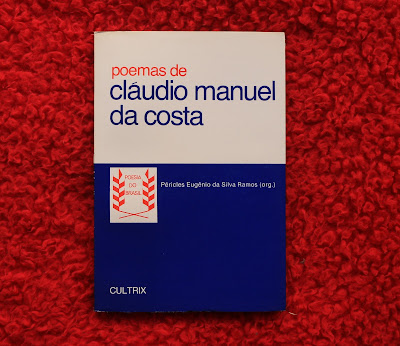 poemas de
cláudio manuel
da costa
POESIA
DO
BRASIL
Péricles Eugênio da Silva Ramos (org.)
CULTRIX